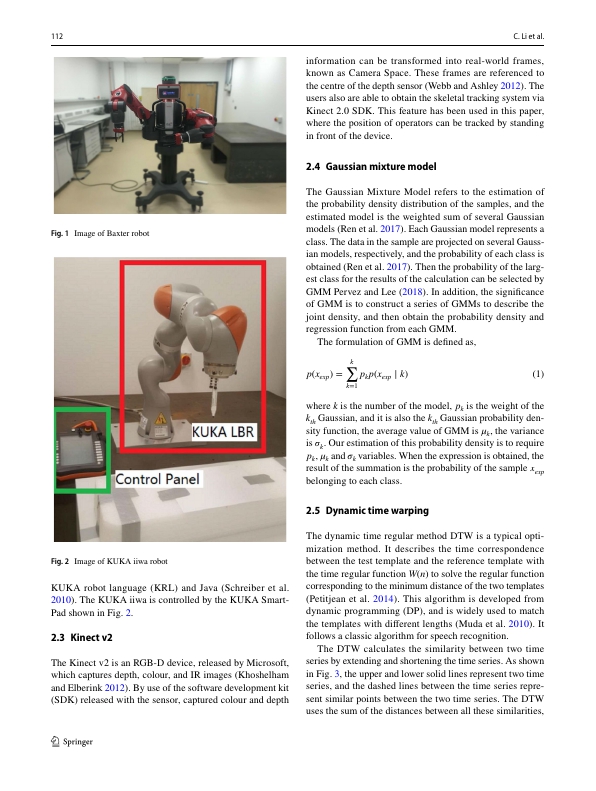 112
C. Li et al.
Fig. 1 Image of Baxter robot
KUKA LBR
Control Panel
Fig. 2 Image of KUKA iiwa robot
KUKA robot language (KRL) and Java (Schreiber et al.
2010). The KUKA iiwa is controlled by the KUKA Smart-
Pad shown in Fig. 2.
2.3 Kinect v2
The Kinect v2 is an RGB-D device, released by Microsoft,
which captures depth, colour, and IR images (Khoshelham
and Elberink 2012). By use of the software development kit
(SDK) released with the sensor, captured colour and depth
information can be transformed into real-world frames,
known as Camera Space. These frames are referenced to
the centre of the depth sensor (Webb and Ashley 2012). The
users also are able to obtain the skeletal tracking system via
Kinect 2.0 SDK. This feature has been used in this paper,
where the position of operators can be tracked by standing
in front of the device.
2.4 Gaussian mixture model
The Gaussian Mixture Model refers to the estimation of
the probability density distribution of the samples, and the
estimated model is the weighted sum of several Gaussian
models (Ren et al. 2017). Each Gaussian model represents a
class. The data in the sample are projected on several Gauss-
ian models, respectively, and the probability of each class is
obtained (Ren et al. 2017). Then the probability of the larg-
est class for the results of the calculation can be selected by
GMM Pervez and Lee (2018). In addition, the significance
of GMM is to construct a series of GMMs to describe the
joint density, and then obtain the probability density and
regression function from each GMM.
The formulation of GMM is defined as,
p(x_exp) = ∑_{k=1}^{k} p_k p(x_exp | k) (1)
where k is the number of the model, p_k is the weight of the
k_th Gaussian, and it is also the k_th Gaussian probability den-
sity function, the average value of GMM is μ_k, the variance
is σ_k. Our estimation of this probability density is to require
p_k, μ_k and σ_k variables. When the expression is obtained, the
result of the summation is the probability of the sample x_exp
belonging to each class.
2.5 Dynamic time warping
The dynamic time regular method DTW is a typical opti-
mization method. It describes the time correspondence
between the test template and the reference template with
the time regular function W(n) to solve the regular function
corresponding to the minimum distance of the two templates
(Petitjean et al. 2014). This algorithm is developed from
dynamic programming (DP), and is widely used to match
the templates with different lengths (Muda et al. 2010). It
follows a classic algorithm for speech recognition.
The DTW calculates the similarity between two time
series by extending and shortening the time series. As shown
in Fig. 3, the upper and lower solid lines represent two time
series, and the dashed lines between the time series repre-
sent similar points between the two time series. The DTW
uses the sum of the distances between all these similarities,
Springer